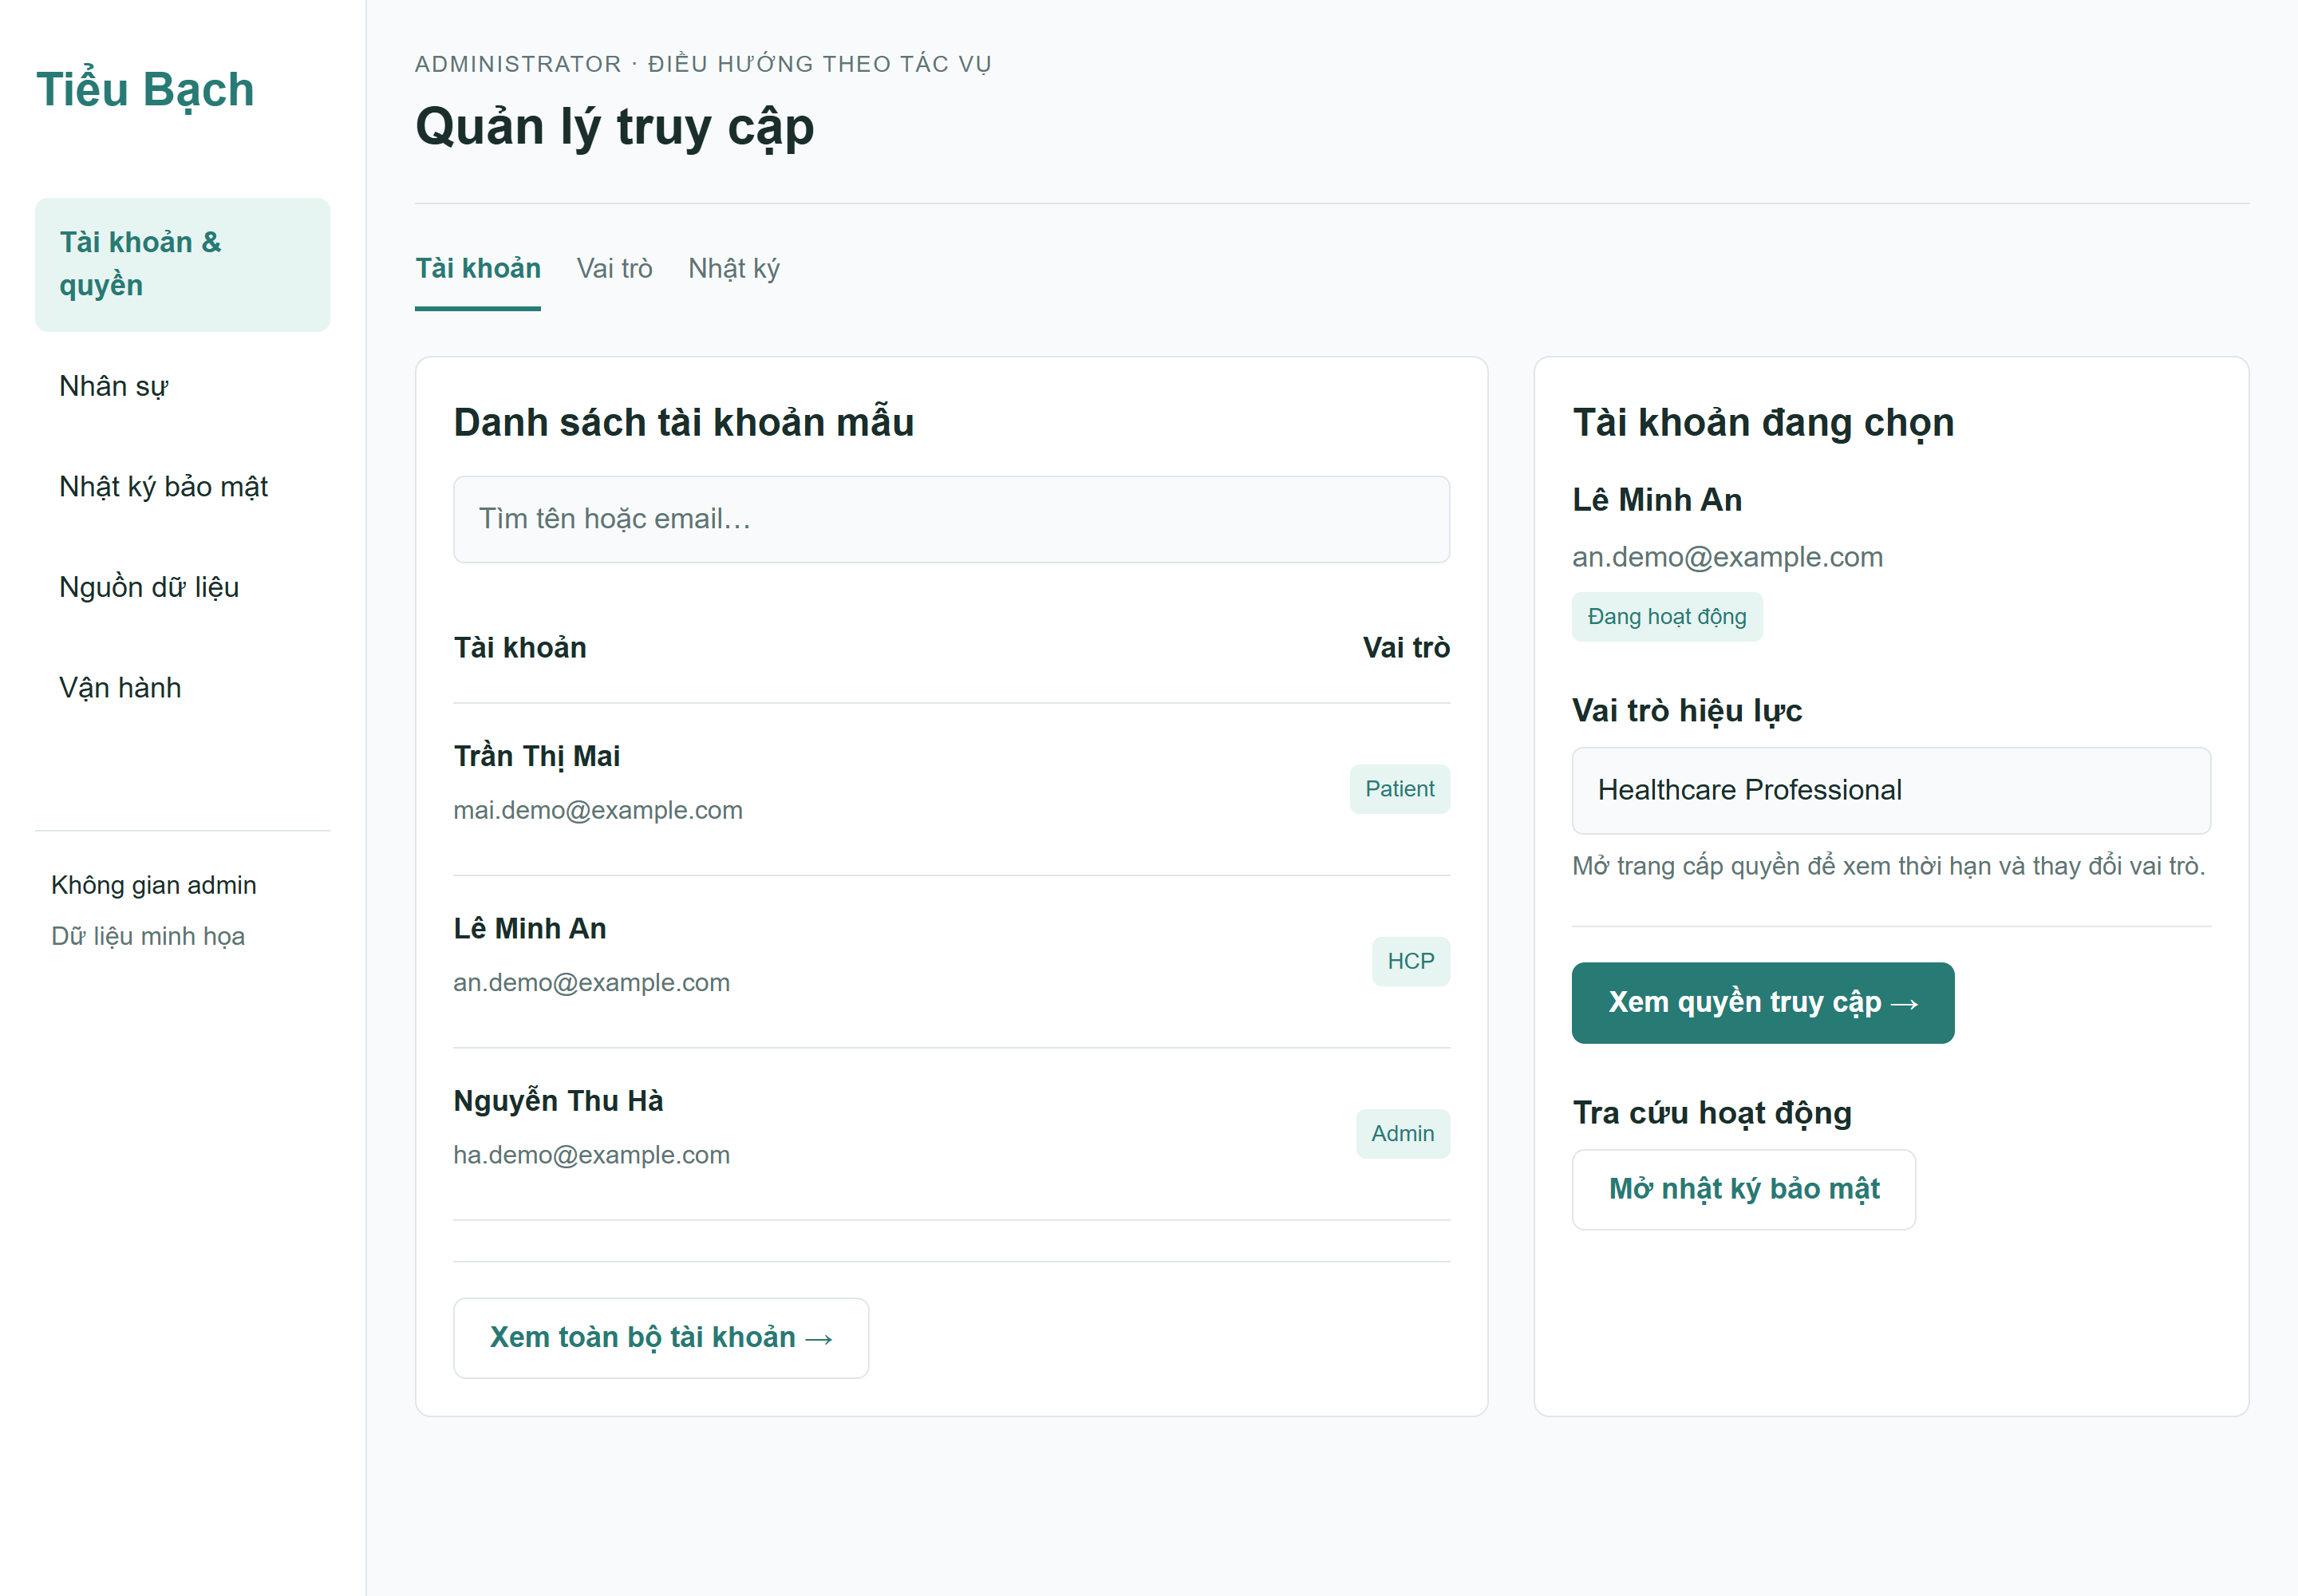 Tiểu Bạch
Tài khoản &
quyền
Nhân sự
Nhật ký bảo mật
Nguồn dữ liệu
Vận hành
Không gian admin
Dữ liệu minh họa
ADMINISTRATOR · ĐIỀU HƯỚNG THEO TÁC VỤ
Quản lý truy cập
Tài khoản Vai trò Nhật ký
Danh sách tài khoản mẫu
Tìm tên hoặc email…
Tài khoản Vai trò
Trần Thị Mai
mai.demo@example.com
Patient
Lê Minh An
an.demo@example.com
HCP
Nguyễn Thu Hà
ha.demo@example.com
Admin
Xem toàn bộ tài khoản →
Tài khoản đang chọn
Lê Minh An
an.demo@example.com
Đang hoạt động
Vai trò hiệu lực
Healthcare Professional
Mở trang cấp quyền để xem thời hạn và thay đổi vai trò.
Xem quyền truy cập →
Tra cứu hoạt động
Mở nhật ký bảo mật